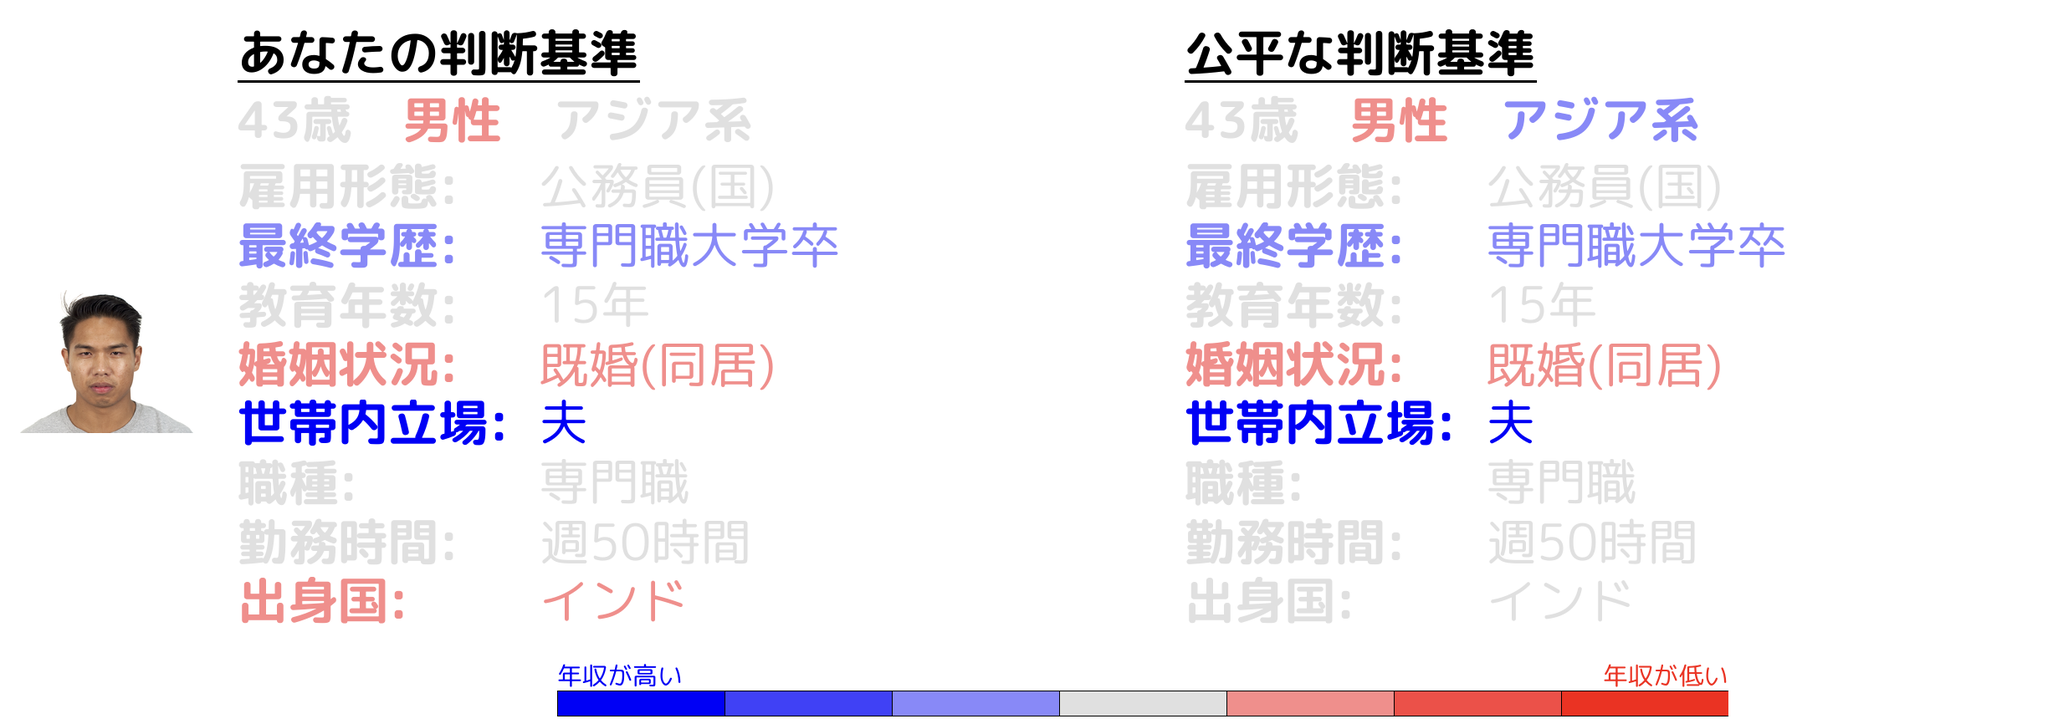 あなたの判断基準
43歳 男性 アジア系
雇用形態: 公務員(国)
最終学歴: 専門職大学卒
教育年数: 15年
婚姻状況: 既婚(同居)
世帯内立場: 夫
職種: 専門職
勤務時間: 週50時間
出身国: インド
公平な判断基準
43歳 男性 アジア系
雇用形態: 公務員(国)
最終学歴: 専門職大学卒
教育年数: 15年
婚姻状況: 既婚(同居)
世帯内立場: 夫
職種: 専門職
勤務時間: 週50時間
出身国: インド
年収が高い
年収が低い